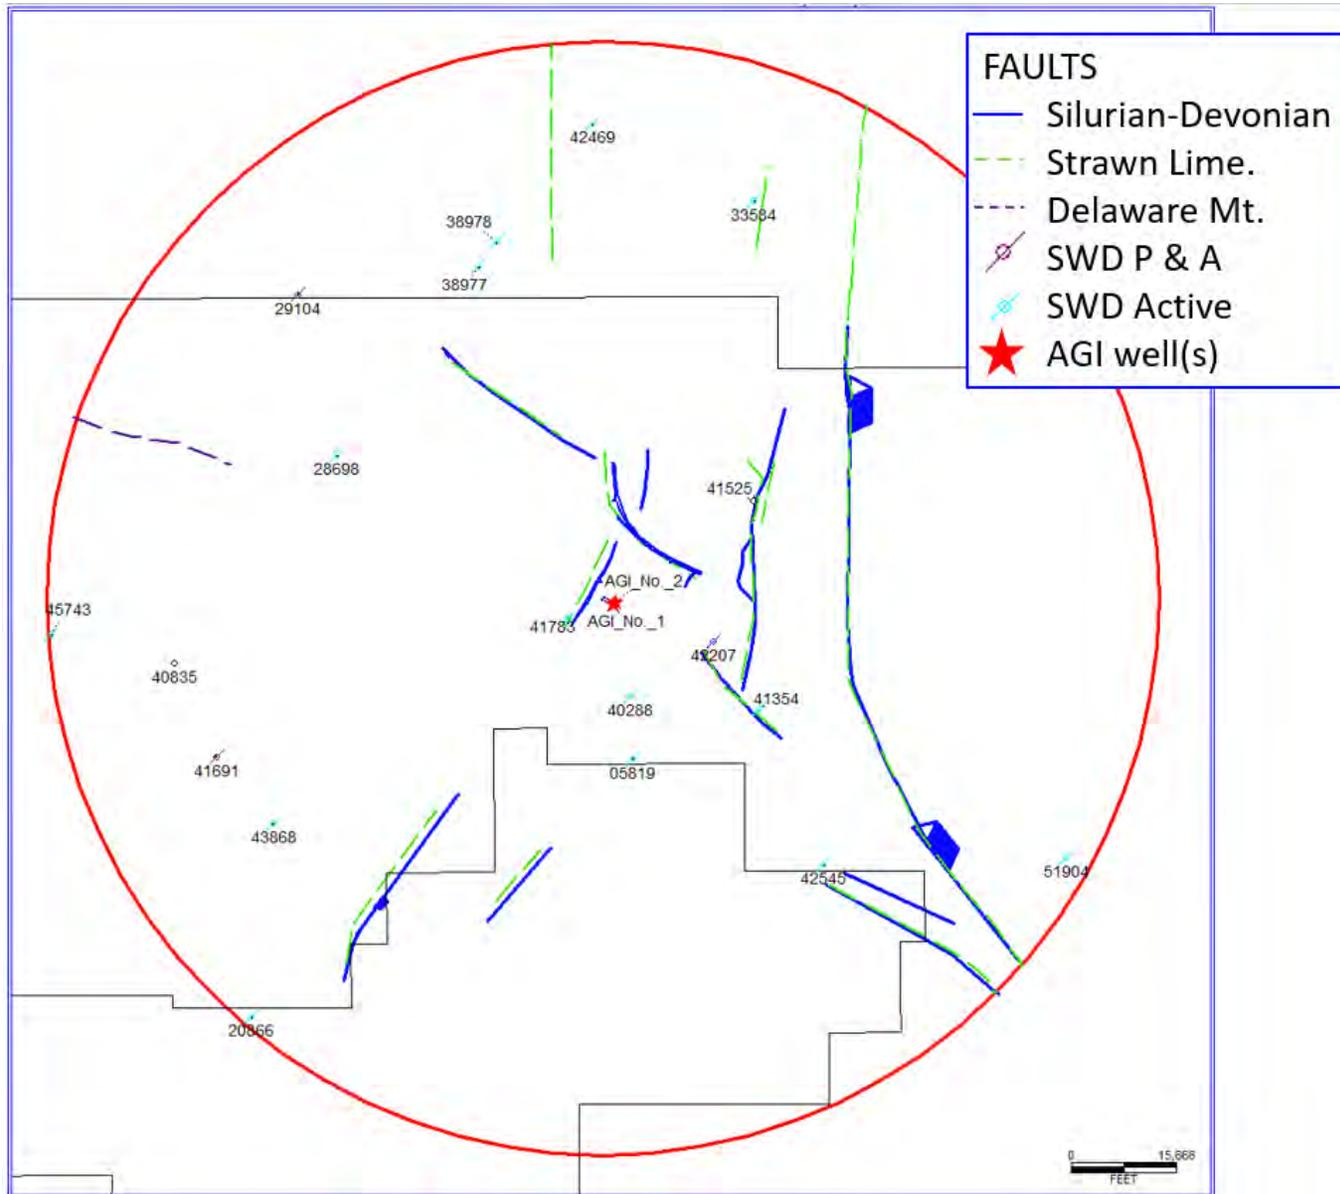 FAULTS
Silurian-Devonian
Strawn Lime.
Delaware Mt.
SWD P & A
SWD Active
AGI well(s)
42469
33584
38978
38977
29104
28698
41525
AGI_No._2
45743
AGI_No._1
41783
42207
40835
41354
40288
41691
05819
43868
42545
51904
20866
0 15,668
FEET